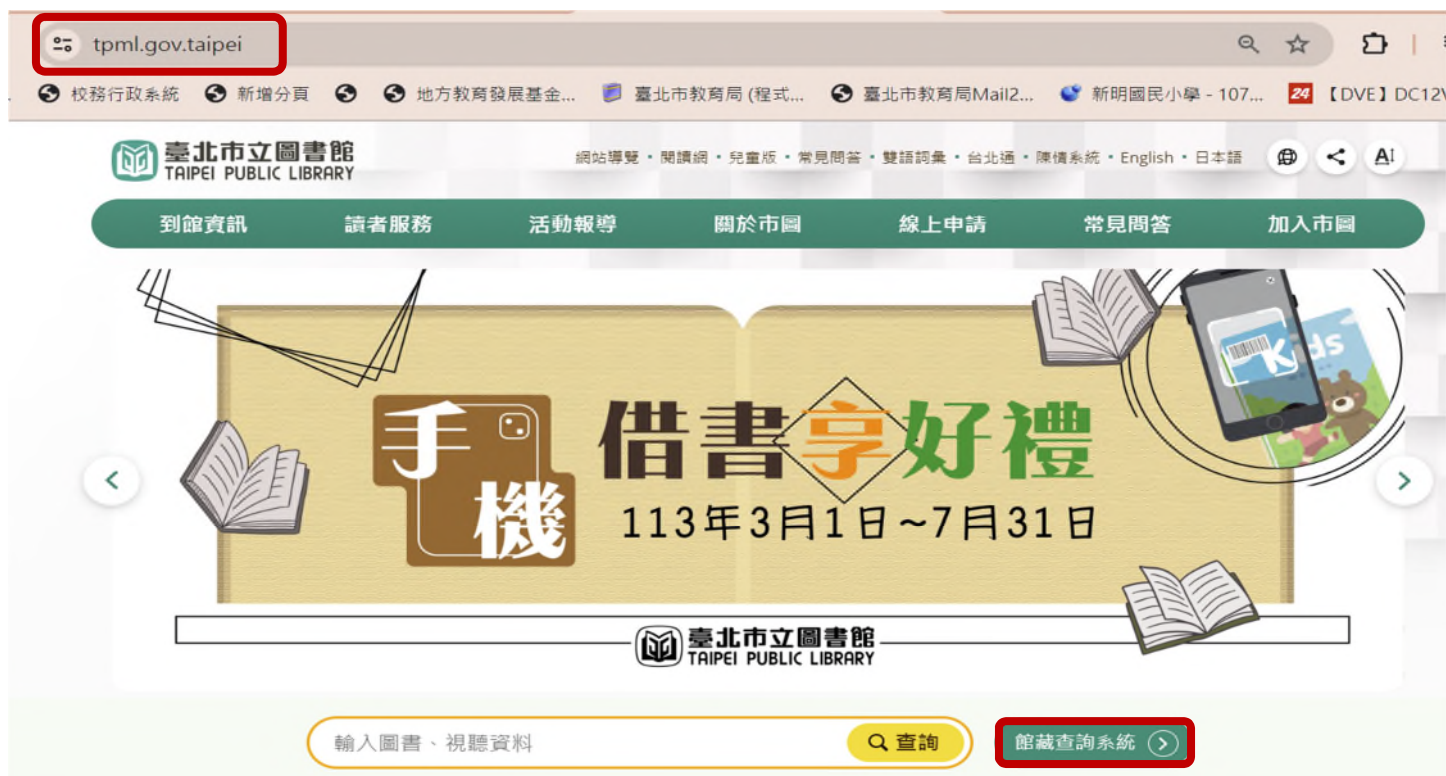 tpml.gov.taipei
校務行政系統 新增分頁 地方教育發展基金... 臺北市教育局 (程式... 臺北市教育局Mail2... 新明國民小學 - 107... 24 【DVE】DC12V
臺北市立圖書館
TAIPEI PUBLIC LIBRARY
網站導覽・閱讀網・兒童版・常見問答・雙語詞彙・台北通・陳情系統・English・日本語
到館資訊 讀者服務 活動報導 關於市圖 線上申請 常見問答 加入市圖
Kids
K
手機 借書享好禮
113年3月1日~7月31日
臺北市立圖書館
TAIPEI PUBLIC LIBRARY
輸入圖書、視聽資料 查詢 館藏查詢系統